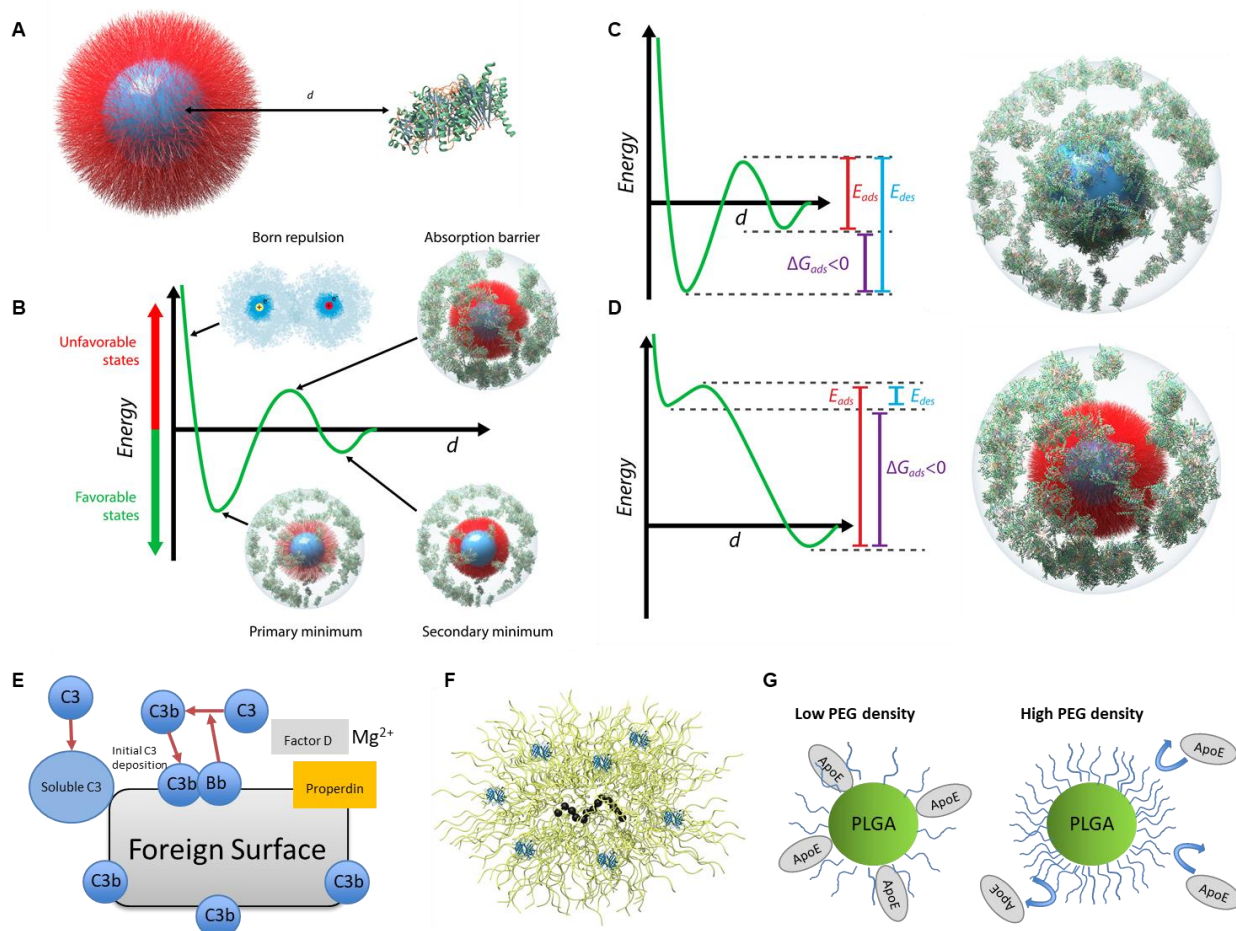 A
d
B
Born repulsion
Absorption barrier
Unfavorable
states
Favorable
states
Energy
d
Primary minimum
Secondary minimum
C
Energy
d
E_ads
E_des
ΔG_ads<0
D
Energy
d
E_ads
E_des
ΔG_ads<0
E
C3
C3b
C3
Initial C3
deposition
Factor D
Mg²⁺
Soluble C3
C3b
Bb
Properdin
Foreign Surface
C3b
C3b
C3b
F
G
Low PEG density
High PEG density
ApoE
ApoE
ApoE
ApoE
PLGA
PLGA
ApoE
ApoE
ApoE